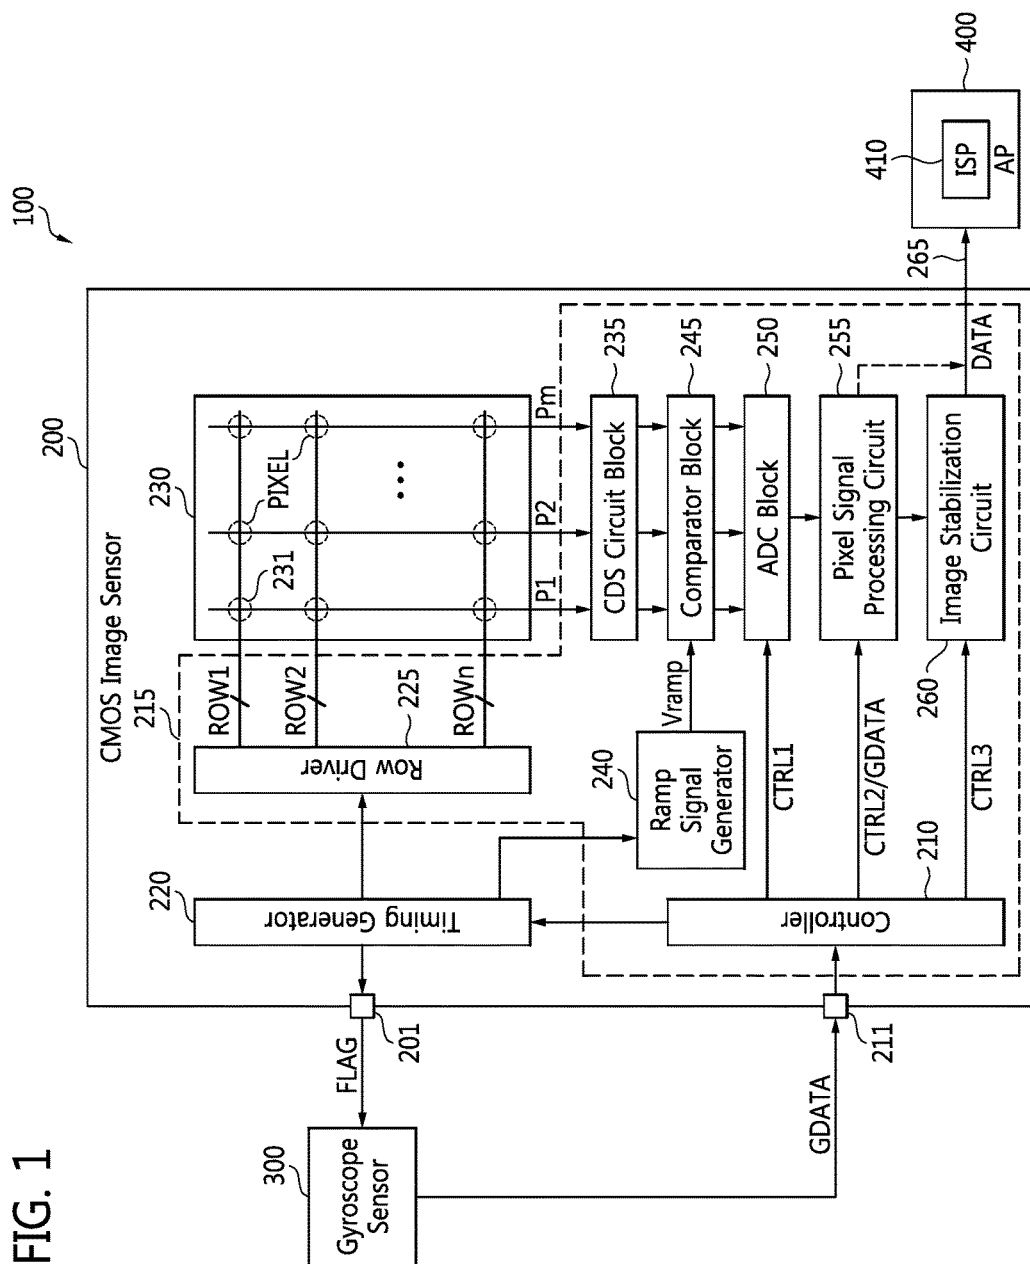 FIG. 1
100
200
CMOS Image Sensor
300
Gyroscope
Sensor
FLAG
201
GDATA
211
220
Timing Generator
215
Row Driver
225
ROW1
ROW2
ROWn
230
231
PIXEL
...
P1
P2
Pm
210
Controller
240
Ramp
Signal
Generator
Vramp
CTRL1
CTRL2/GDATA
CTRL3
CDS Circuit Block
235
Comparator Block
245
ADC Block
250
Pixel Signal
Processing Circuit
255
Image Stabilization
Circuit
260
DATA
265
400
410
ISP
AP